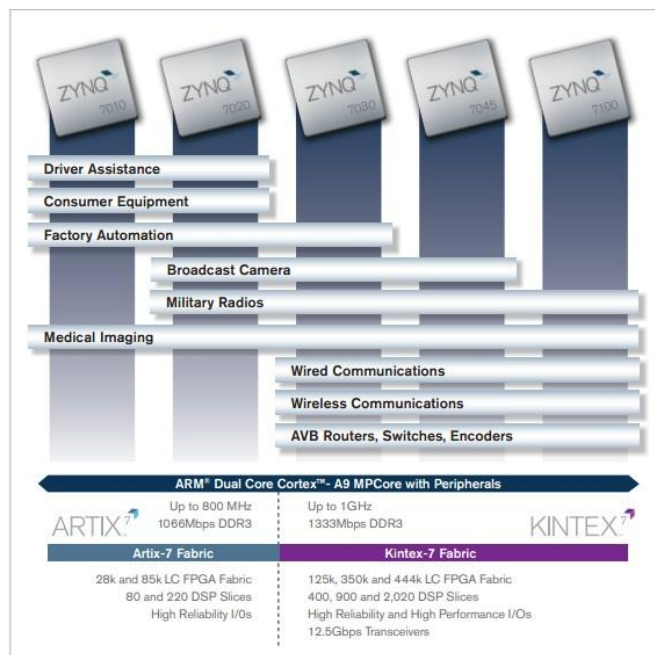 ZYNQ 7010
ZYNQ 7020
ZYNQ 7030
ZYNQ 7045
ZYNQ 7100
Driver Assistance
Consumer Equipment
Factory Automation
Broadcast Camera
Military Radios
Medical Imaging
Wired Communications
Wireless Communications
AVB Routers, Switches, Encoders
ARM® Dual Core Cortex™- A9 MPCore with Peripherals
ARTIX7
Up to 800 MHz
1066Mbps DDR3
Up to 1GHz
1333Mbps DDR3
KINTEX7
Artix-7 Fabric
Kintex-7 Fabric
28k and 85k LC FPGA Fabric
80 and 220 DSP Slices
High Reliability I/0s
125k, 350k and 444k LC FPGA Fabric
400, 900 and 2,020 DSP Slices
High Reliability and High Performance I/Os
12.5Gbps Transceivers